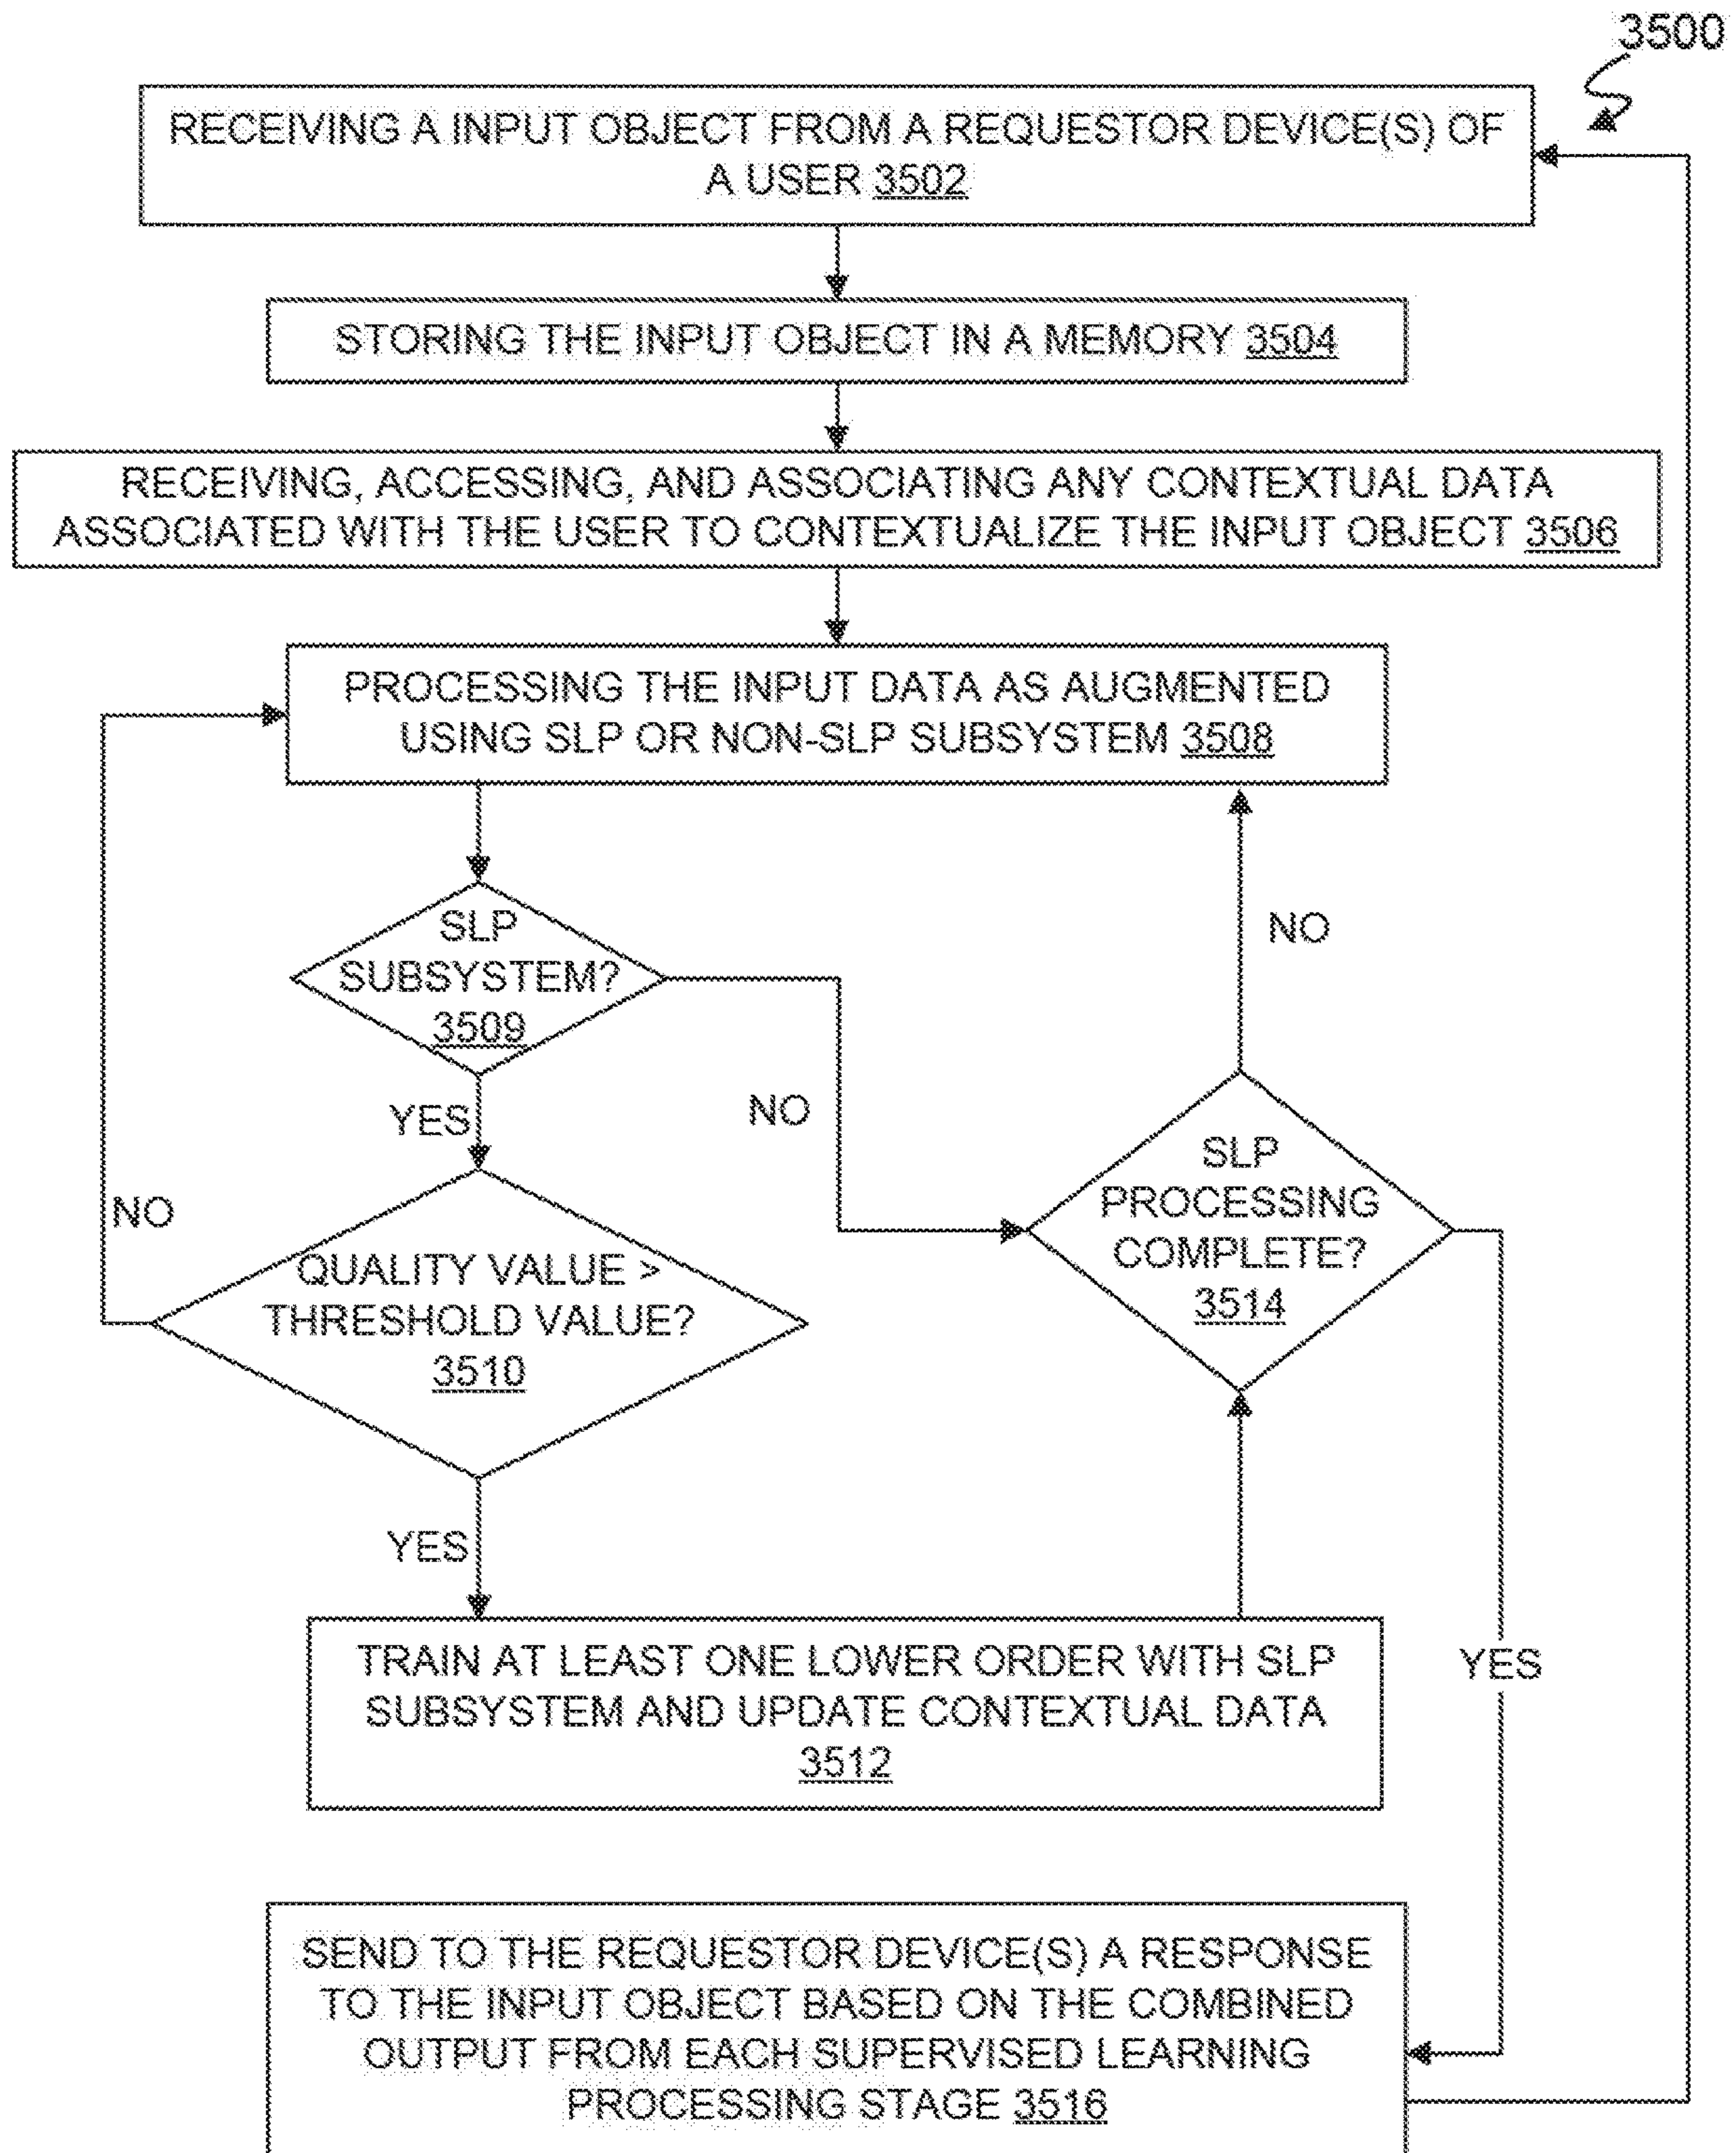 3500
RECEIVING A INPUT OBJECT FROM A REQUESTOR DEVICE(S) OF
A USER 3502
STORING THE INPUT OBJECT IN A MEMORY 3504
RECEIVING, ACCESSING, AND ASSOCIATING ANY CONTEXTUAL DATA
ASSOCIATED WITH THE USER TO CONTEXTUALIZE THE INPUT OBJECT 3506
PROCESSING THE INPUT DATA AS AUGMENTED
USING SLP OR NON-SLP SUBSYSTEM 3508
SLP
SUBSYSTEM?
3509
NO
YES
NO
NO
SLP
PROCESSING
COMPLETE?
3514
QUALITY VALUE >
THRESHOLD VALUE?
3510
YES
YES
TRAIN AT LEAST ONE LOWER ORDER WITH SLP
SUBSYSTEM AND UPDATE CONTEXTUAL DATA
3512
SEND TO THE REQUESTOR DEVICE(S) A RESPONSE
TO THE INPUT OBJECT BASED ON THE COMBINED
OUTPUT FROM EACH SUPERVISED LEARNING
PROCESSING STAGE 3516